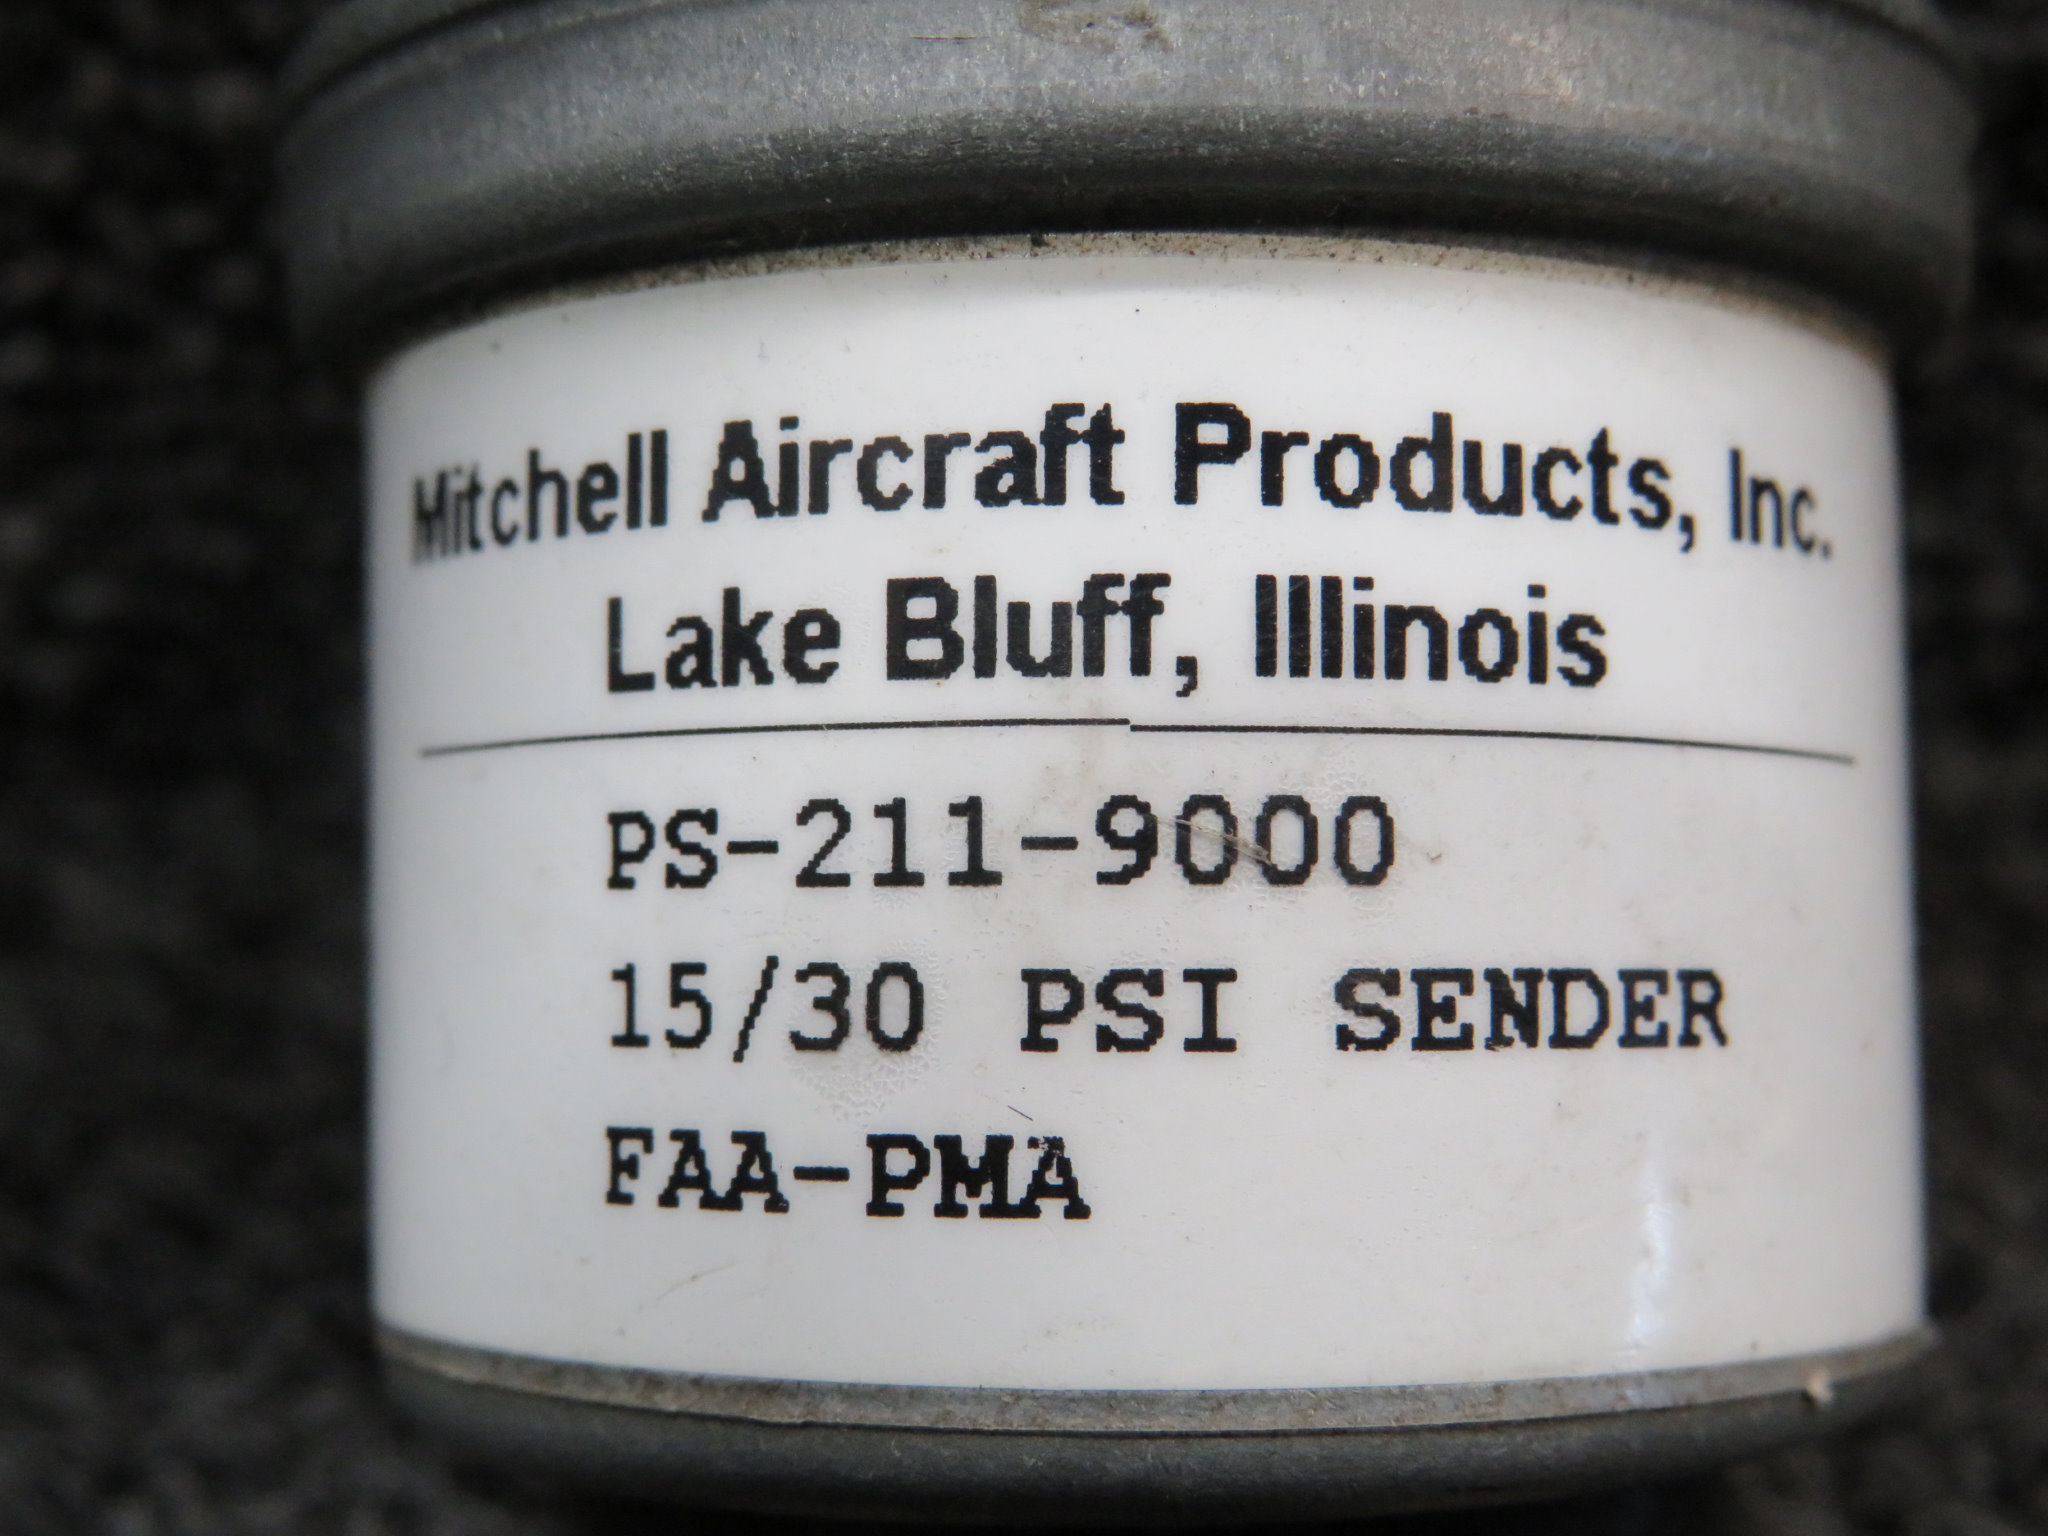 Mitchell Aircraft Products, Inc.
Lake Bluff, Illinois
PS-211-9000
15/30 PSI SENDER
FAA-PMA